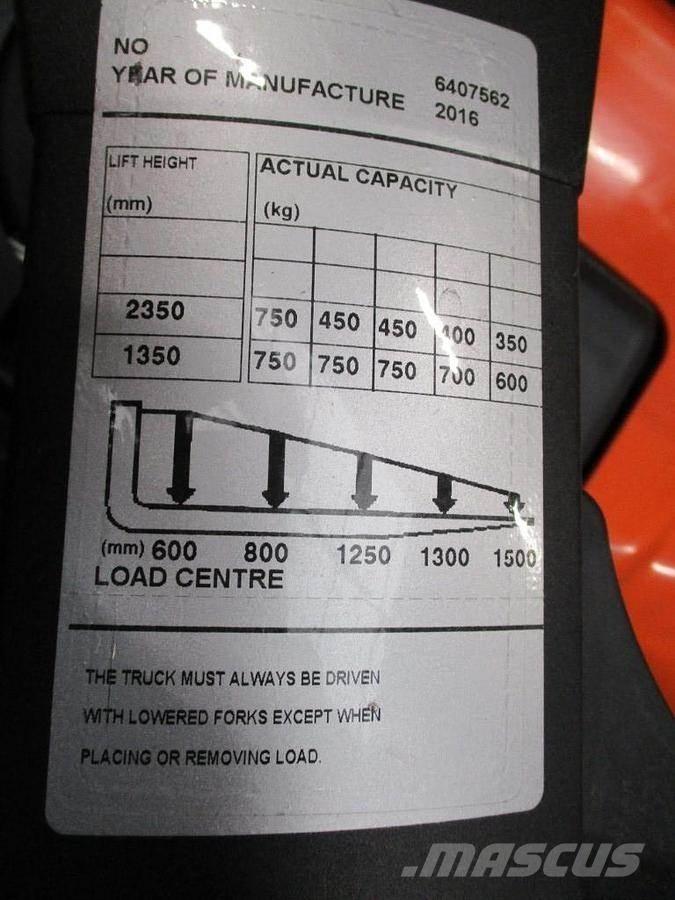 NO 6407562
YEAR OF MANUFACTURE 2016
LIFT HEIGHT ACTUAL CAPACITY
(mm) (kg)
2350 750 450 450 400 350
1350 750 750 750 700 600
(mm) 600 800 1250 1300 1500
LOAD CENTRE
THE TRUCK MUST ALWAYS BE DRIVEN
WITH LOWERED FORKS EXCEPT WHEN
PLACING OR REMOVING LOAD.
MASCUS